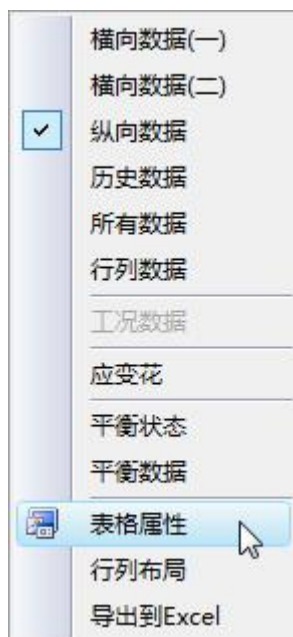 横向数据(一)
横向数据(二)
纵向数据
历史数据
所有数据
行列数据
工况数据
应变花
平衡状态
平衡数据
表格属性
行列布局
导出到Excel